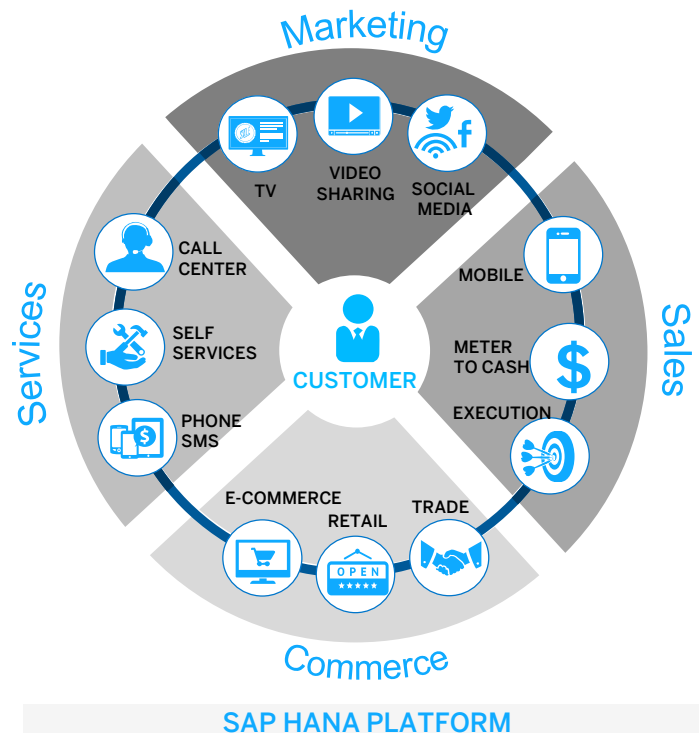 Marketing
TV
VIDEO
SHARING
SOCIAL
MEDIA
Services
CALL
CENTER
SELF
SERVICES
PHONE
SMS
CUSTOMER
Sales
MOBILE
METER
TO CASH
EXECUTION
E-COMMERCE
RETAIL
TRADE
OPEN
Commerce
SAP HANA PLATFORM